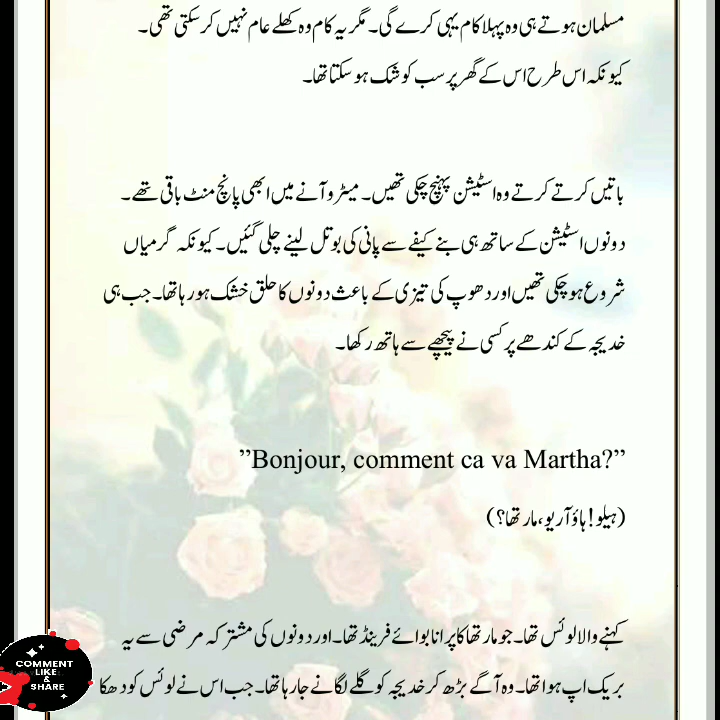 مسلمان ہوتے ہی وہ پہلا کام یہی کرے گی۔ مگر یہ کام وہ کھلے عام نہیں کر سکتی تھی۔
کیونکہ اس طرح اس کے گھر پر سب کو شک ہو سکتا تھا۔
باتیں کرتے کرتے وہ اسٹیشن پہنچ چکی تھیں۔ میٹرو آنے میں ابھی پانچ منٹ باقی تھے۔
دونوں اسٹیشن کے ساتھ ہی بنے کیفے سے پانی کی بوتل لینے چلی گئیں۔ کیونکہ گرمیاں
شروع ہو چکی تھیں اور دھوپ کی تیزی کے باعث دونوں کا حلق خشک ہو رہا تھا۔ جب ہی
خدیجہ کے کندھے پر کسی نے پیچھے سے ہاتھ رکھا۔
”Bonjour, comment ca va Martha?”
(ہیلو! ہاؤ آر یو، مارتھا؟)
کہنے والا لوئس تھا۔ جو مارتھا کا پرانا بوائے فرینڈ تھا۔ اور دونوں کی مشترکہ مرضی سے یہ
بریک اپ ہوا تھا۔ وہ آگے بڑھ کر خدیجہ کو گلے لگانے جا رہا تھا۔ جب اس نے لوئس کو دھکا
COMMENT
LIKE
&
SHARE